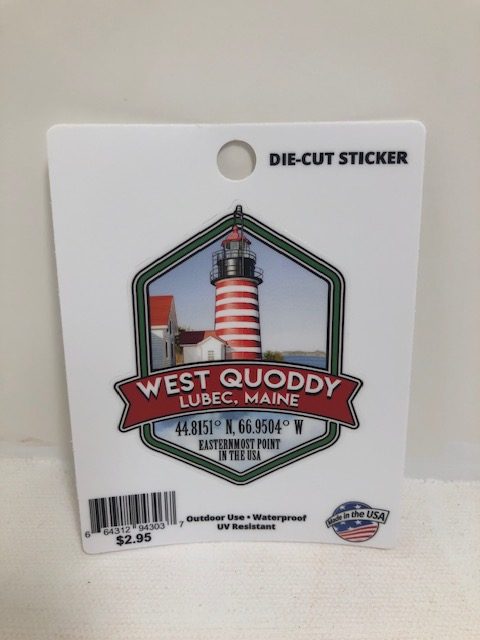 DIE-CUT STICKER
WEST QUODDY
LUBEC, MAINE
44.8151° N, 66.9504° W
EASTERNMOST POINT
IN THE USA
6 64312 94303 7
$2.95
Outdoor Use • Waterproof
UV Resistant
Made in the USA